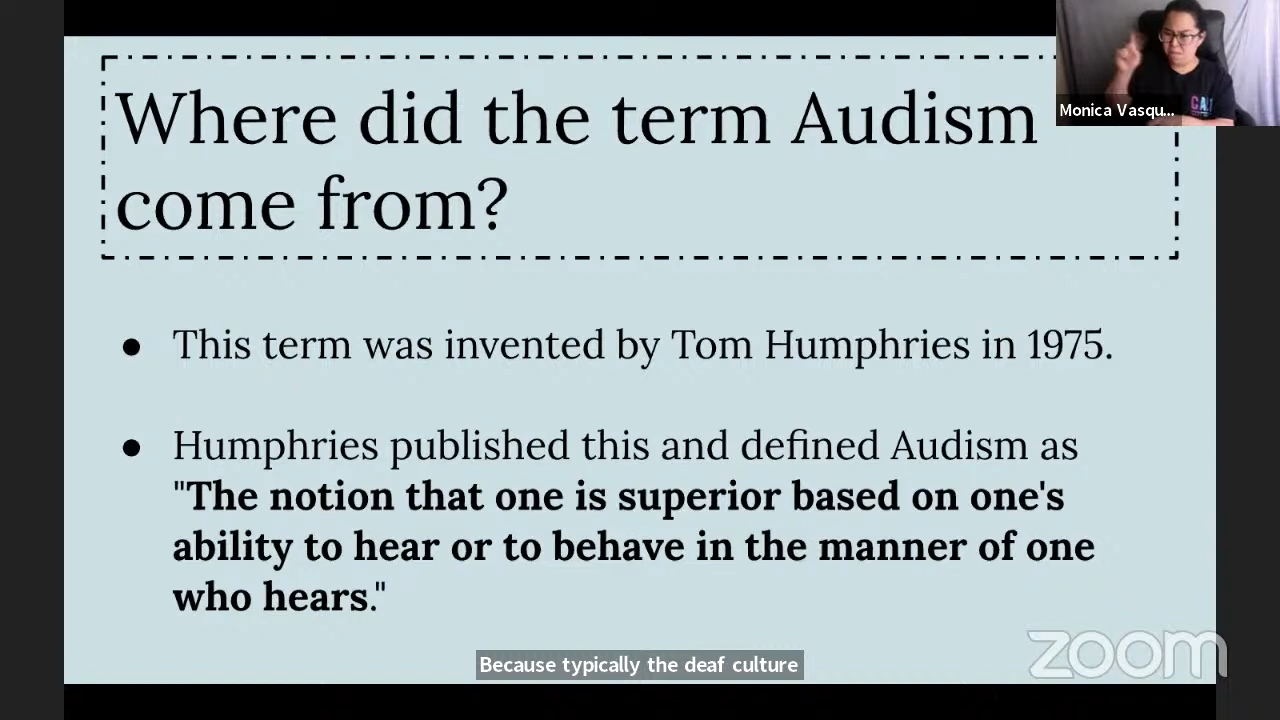 Where did the term Audism
come from?
Monica Vasqu...
● This term was invented by Tom Humphries in 1975.
● Humphries published this and defined Audism as
"The notion that one is superior based on one's
ability to hear or to behave in the manner of one
who hears."
Because typically the deaf culture
zoom